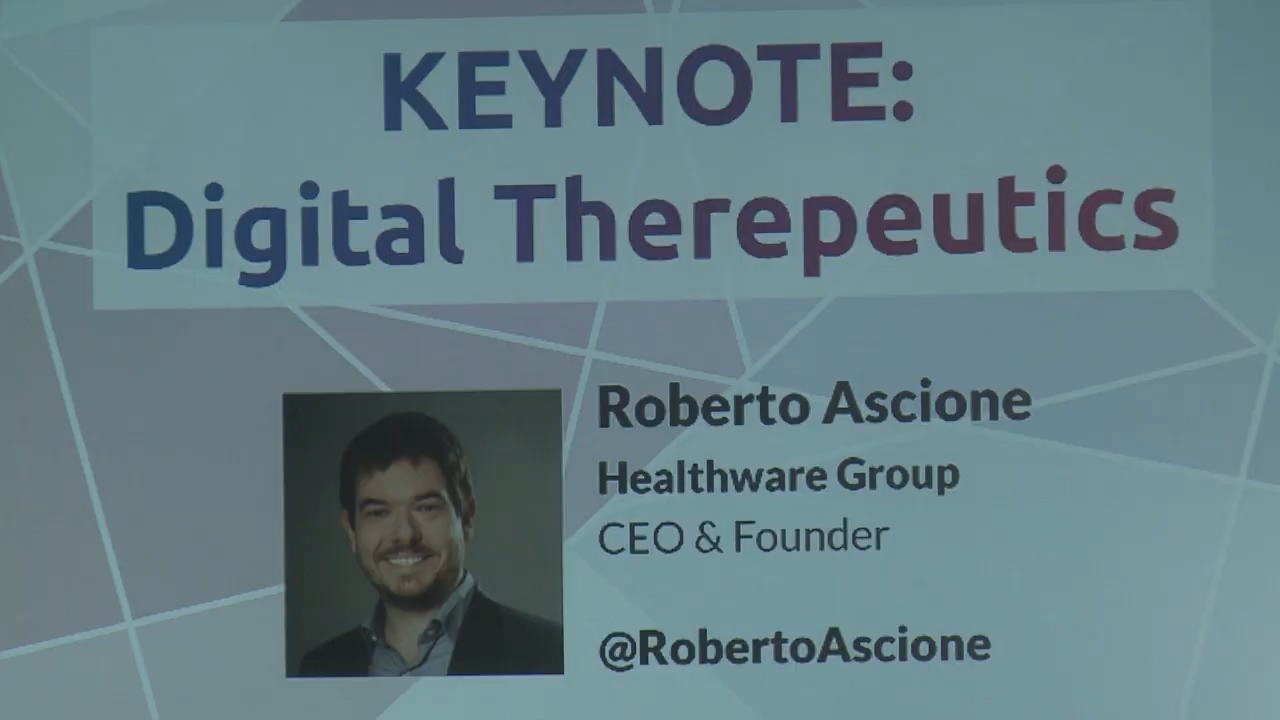 KEYNOTE:
Digital Therepeutics
Roberto Ascione
Healthware Group
CEO & Founder
@RobertoAscione